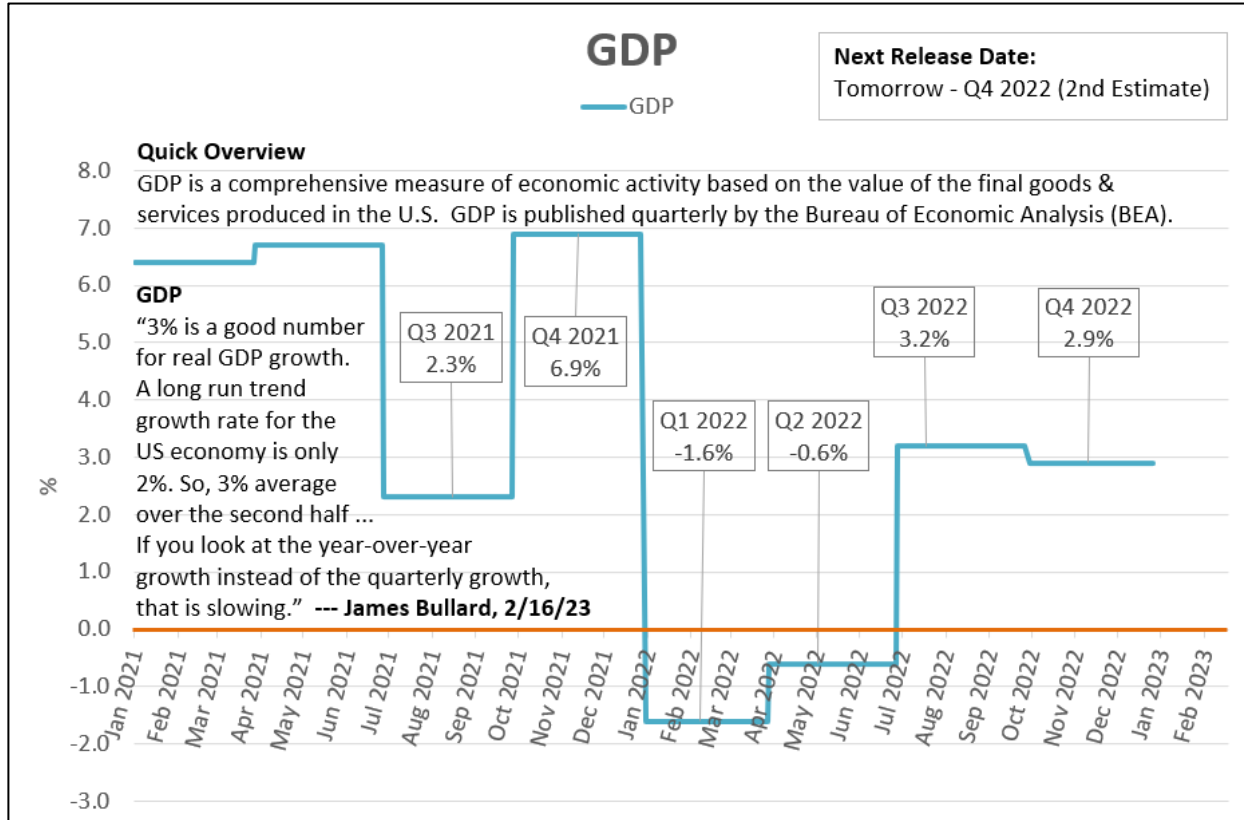 GDP
GDP
Next Release Date:
Tomorrow - Q4 2022 (2nd Estimate)
Quick Overview
GDP is a comprehensive measure of economic activity based on the value of the final goods &
services produced in the U.S. GDP is published quarterly by the Bureau of Economic Analysis (BEA).
GDP
“3% is a good number
for real GDP growth.
A long run trend
growth rate for the
US economy is only
2%. So, 3% average
over the second half ...
If you look at the year-over-year
growth instead of the quarterly growth,
that is slowing.” --- James Bullard, 2/16/23
Q3 2021
2.3%
Q4 2021
6.9%
Q1 2022
-1.6%
Q2 2022
-0.6%
Q3 2022
3.2%
Q4 2022
2.9%
%
8.0
7.0
6.0
5.0
4.0
3.0
2.0
1.0
0.0
-1.0
-2.0
-3.0
Jan 2021
Feb 2021
Mar 2021
Apr 2021
May 2021
Jun 2021
Jul 2021
Aug 2021
Sep 2021
Oct 2021
Nov 2021
Dec 2021
Jan 2022
Feb 2022
Mar 2022
Apr 2022
May 2022
Jun 2022
Jul 2022
Aug 2022
Sep 2022
Oct 2022
Nov 2022
Dec 2022
Jan 2023
Feb 2023